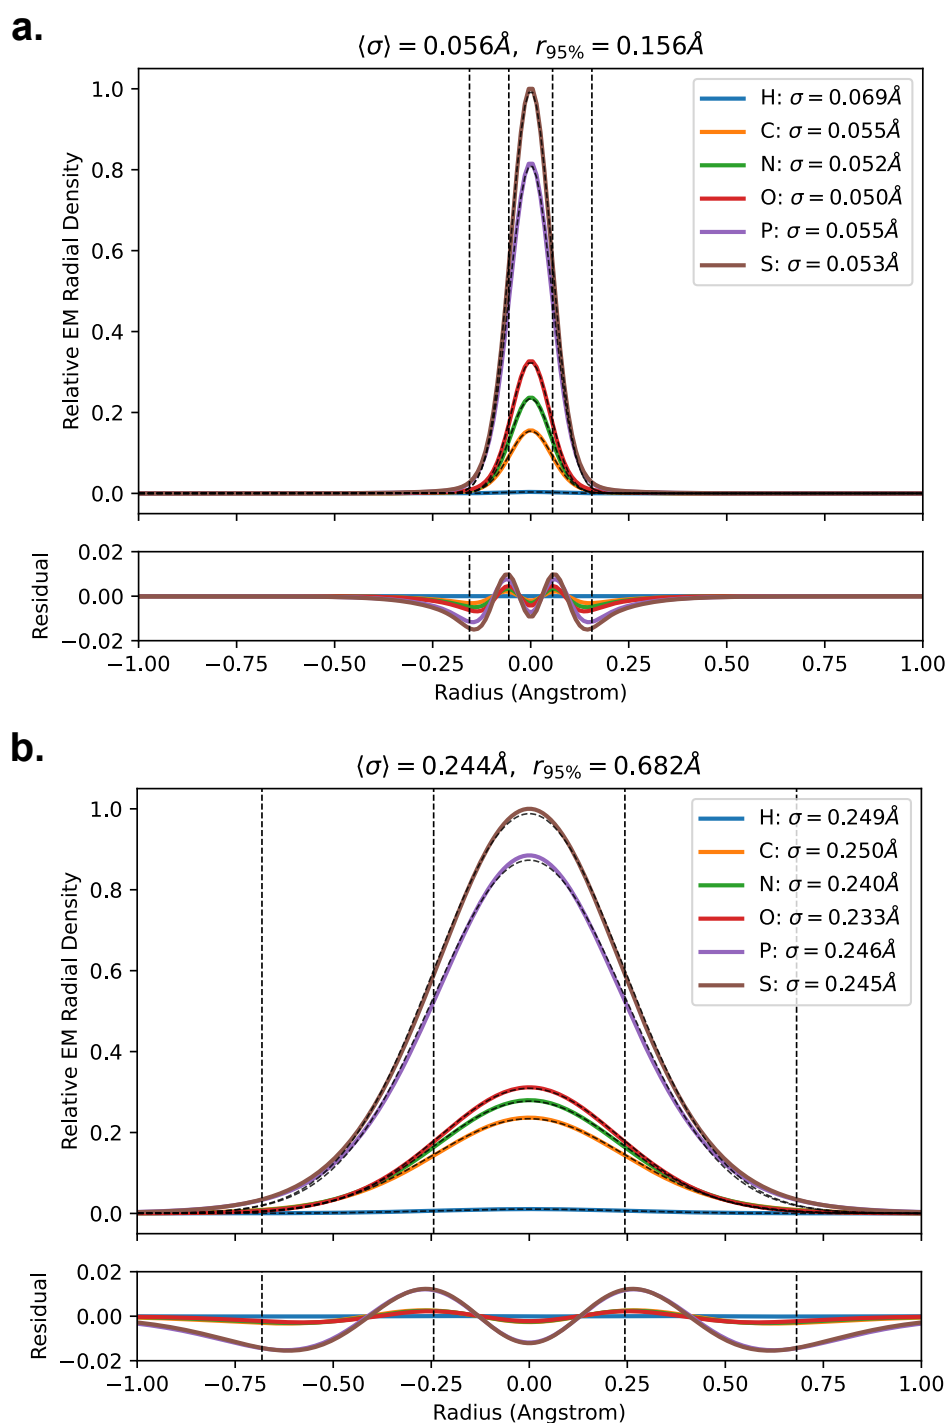 a.
⟨σ⟩ = 0.056Å, r95% = 0.156Å
1.0
0.8
0.6
0.4
0.2
0.0
Relative EM Radial Density
H: σ = 0.069Å
C: σ = 0.055Å
N: σ = 0.052Å
O: σ = 0.050Å
P: σ = 0.055Å
S: σ = 0.053Å
0.02
0.00
−0.02
Residual
−1.00 −0.75 −0.50 −0.25 0.00 0.25 0.50 0.75 1.00
Radius (Angstrom)
b.
⟨σ⟩ = 0.244Å, r95% = 0.682Å
1.0
0.8
0.6
0.4
0.2
0.0
Relative EM Radial Density
H: σ = 0.249Å
C: σ = 0.250Å
N: σ = 0.240Å
O: σ = 0.233Å
P: σ = 0.246Å
S: σ = 0.245Å
0.02
0.00
−0.02
Residual
−1.00 −0.75 −0.50 −0.25 0.00 0.25 0.50 0.75 1.00
Radius (Angstrom)